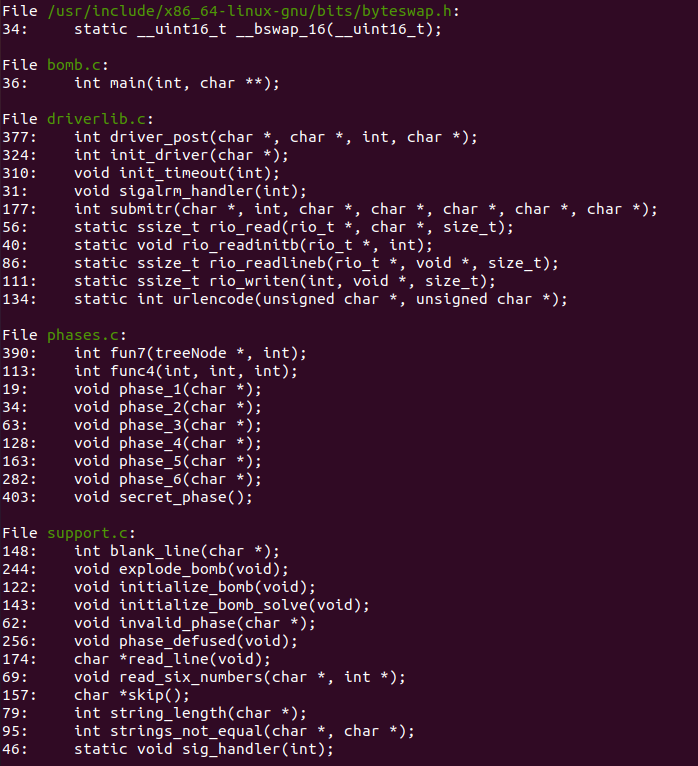 File /usr/include/x86_64-linux-gnu/bits/byteswap.h:
34:    static __uint16_t __bswap_16(__uint16_t);
File bomb.c:
36:    int main(int, char **);
File driverlib.c:
377:    int driver_post(char *, char *, int, char *);
324:    int init_driver(char *);
310:    void init_timeout(int);
31:    void sigalrm_handler(int);
177:    int submitr(char *, int, char *, char *, char *, char *, char *);
56:    static ssize_t rio_read(rio_t *, char *, size_t);
40:    static void rio_readinitb(rio_t *, int);
86:    static ssize_t rio_readlineb(rio_t *, void *, size_t);
111:    static ssize_t rio_writen(int, void *, size_t);
134:    static int urlencode(unsigned char *, unsigned char *);
File phases.c:
390:    int fun7(treeNode *, int);
113:    int func4(int, int, int);
19:    void phase_1(char *);
34:    void phase_2(char *);
63:    void phase_3(char *);
128:    void phase_4(char *);
163:    void phase_5(char *);
282:    void phase_6(char *);
403:    void secret_phase();
File support.c:
148:    int blank_line(char *);
244:    void explode_bomb(void);
122:    void initialize_bomb(void);
143:    void initialize_bomb_solve(void);
62:    void invalid_phase(char *);
256:    void phase_defused(void);
174:    char *read_line(void);
69:    void read_six_numbers(char *, int *);
157:    char *skip();
79:    int string_length(char *);
95:    int strings_not_equal(char *, char *);
46:    static void sig_handler(int);